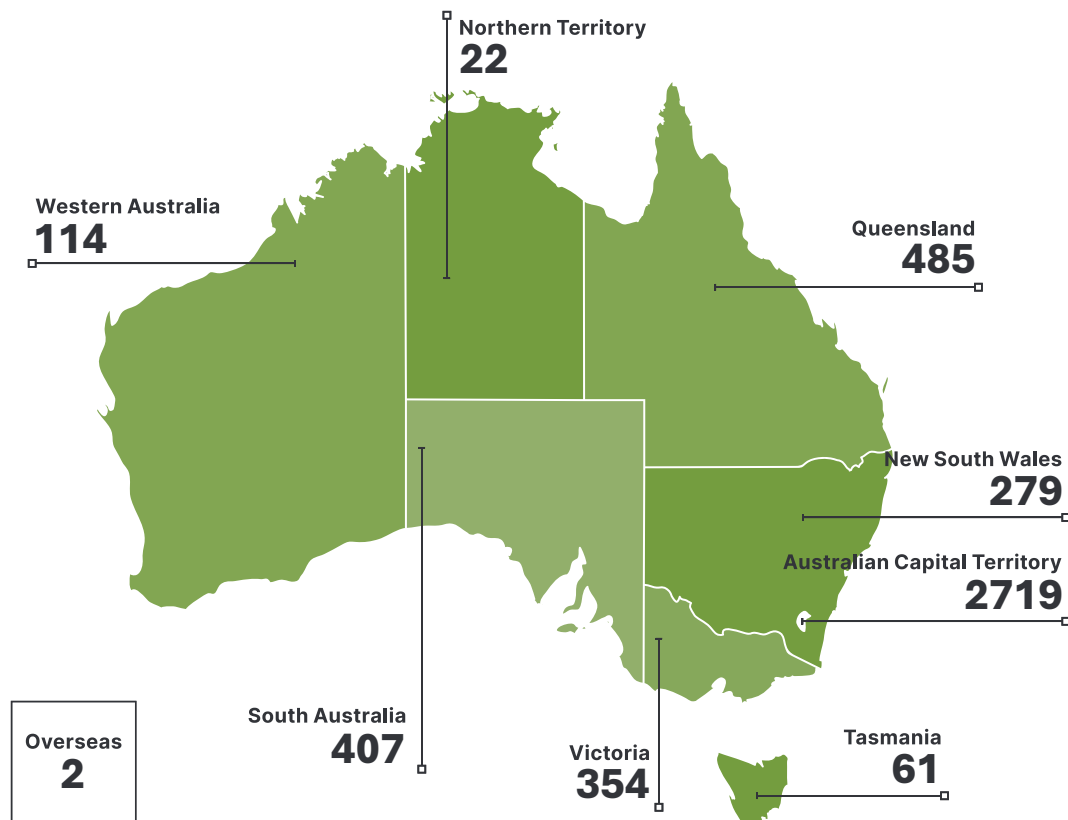 Northern Territory
22
Western Australia
114
Queensland
485
New South Wales
279
Australian Capital Territory
2719
South Australia
407
Victoria
354
Tasmania
61
Overseas
2